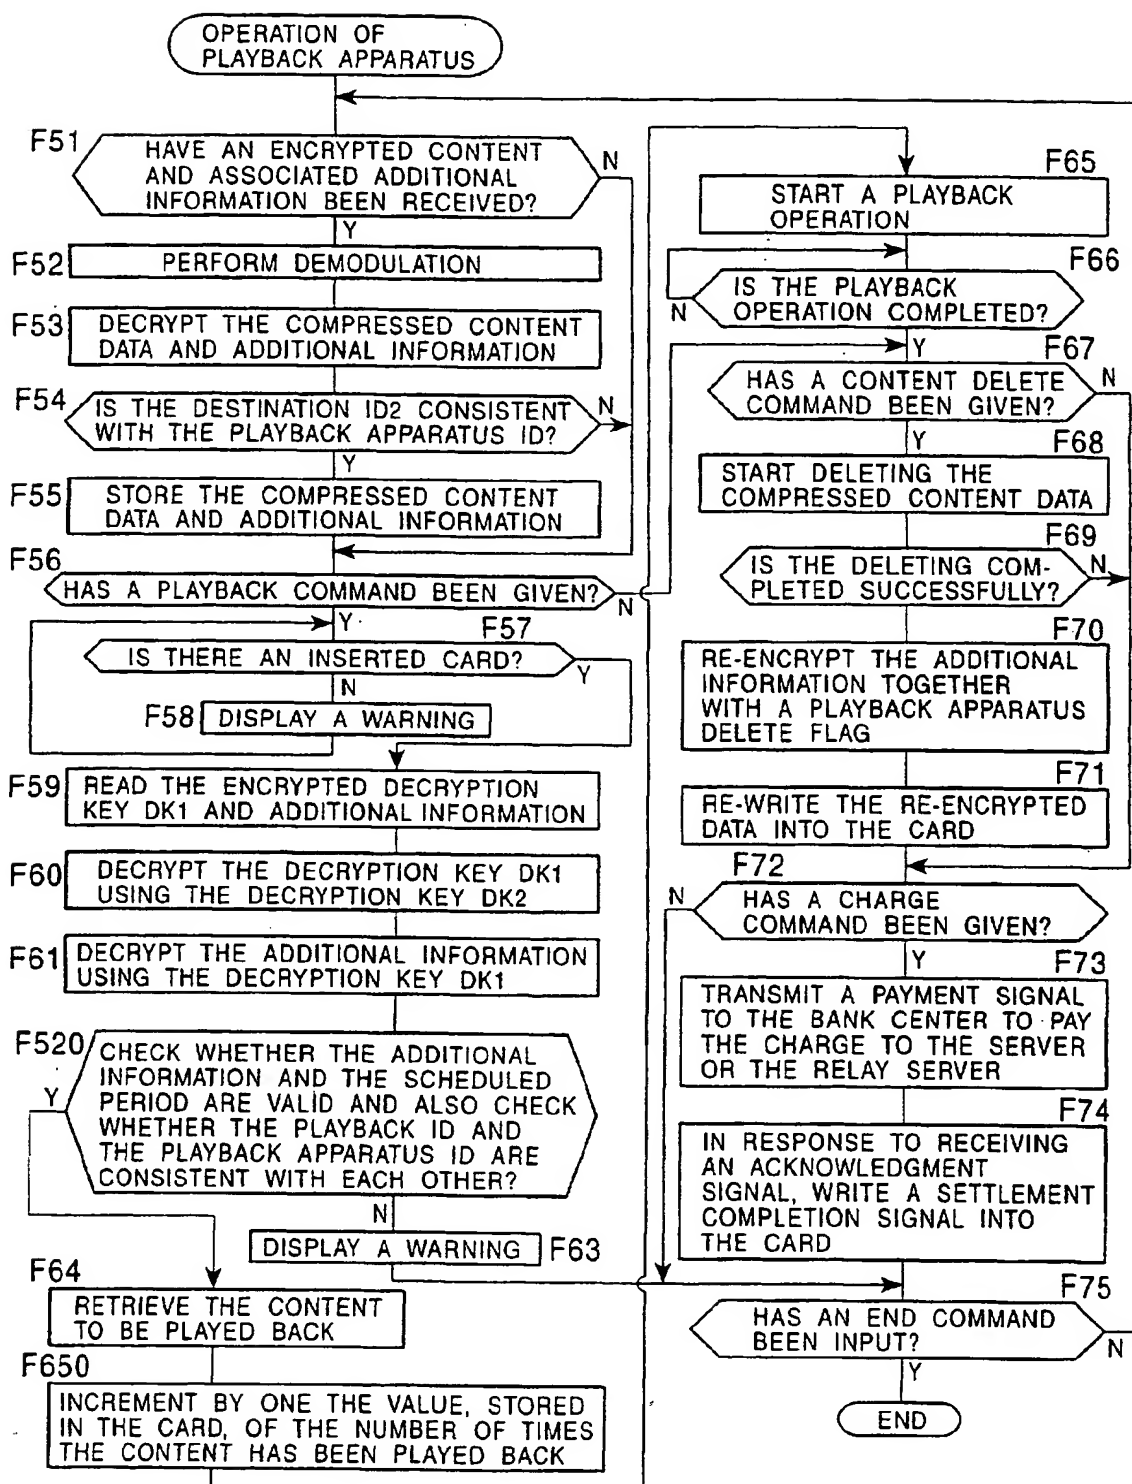 OPERATION OF
PLAYBACK APPARATUS
F51
HAVE AN ENCRYPTED CONTENT
AND ASSOCIATED ADDITIONAL
INFORMATION BEEN RECEIVED?
N
Y
F52
PERFORM DEMODULATION
F53
DECRYPT THE COMPRESSED CONTENT
DATA AND ADDITIONAL INFORMATION
F54
IS THE DESTINATION ID2 CONSISTENT
WITH THE PLAYBACK APPARATUS ID?
N
Y
F55
STORE THE COMPRESSED CONTENT
DATA AND ADDITIONAL INFORMATION
F56
HAS A PLAYBACK COMMAND BEEN GIVEN?
N
Y
F57
IS THERE AN INSERTED CARD?
Y
N
F58
DISPLAY A WARNING
F59
READ THE ENCRYPTED DECRYPTION
KEY DK1 AND ADDITIONAL INFORMATION
F60
DECRYPT THE DECRYPTION KEY DK1
USING THE DECRYPTION KEY DK2
F61
DECRYPT THE ADDITIONAL INFORMATION
USING THE DECRYPTION KEY DK1
F520
CHECK WHETHER THE ADDITIONAL
INFORMATION AND THE SCHEDULED
PERIOD ARE VALID AND ALSO CHECK
WHETHER THE PLAYBACK ID AND
THE PLAYBACK APPARATUS ID ARE
CONSISTENT WITH EACH OTHER?
Y
N
DISPLAY A WARNING
F63
F64
RETRIEVE THE CONTENT
TO BE PLAYED BACK
F650
INCREMENT BY ONE THE VALUE, STORED
IN THE CARD, OF THE NUMBER OF TIMES
THE CONTENT HAS BEEN PLAYED BACK
F65
START A PLAYBACK
OPERATION
F66
IS THE PLAYBACK
OPERATION COMPLETED?
N
Y
F67
HAS A CONTENT DELETE
COMMAND BEEN GIVEN?
N
Y
F68
START DELETING THE
COMPRESSED CONTENT DATA
F69
IS THE DELETING COM-
PLETED SUCCESSFULLY?
N
F70
RE-ENCRYPT THE ADDITIONAL
INFORMATION TOGETHER
WITH A PLAYBACK APPARATUS
DELETE FLAG
F71
RE-WRITE THE RE-ENCRYPTED
DATA INTO THE CARD
F72
HAS A CHARGE
COMMAND BEEN GIVEN?
N
Y
F73
TRANSMIT A PAYMENT SIGNAL
TO THE BANK CENTER TO PAY
THE CHARGE TO THE SERVER
OR THE RELAY SERVER
F74
IN RESPONSE TO RECEIVING
AN ACKNOWLEDGMENT
SIGNAL, WRITE A SETTLEMENT
COMPLETION SIGNAL INTO
THE CARD
F75
HAS AN END COMMAND
BEEN INPUT?
N
Y
END